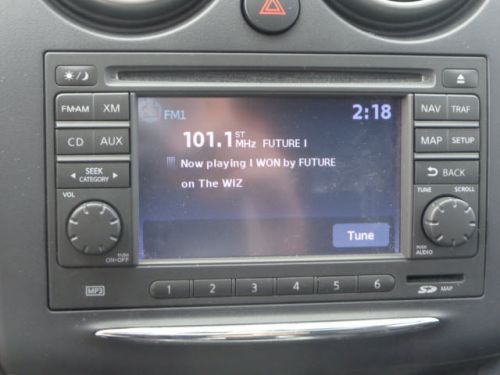 FM1 2:18
101.1 ST MHz FUTURE I
Now playing I WON by FUTURE
on The WIZ
Tune
FM·AM XM
CD AUX
SEEK
CATEGORY
VOL
PUSH
ON·OFF
MP3
NAV TRAF
MAP SETUP
BACK
TUNE SCROLL
PUSH
AUDIO
1 2 3 4 5 6
SD MAP